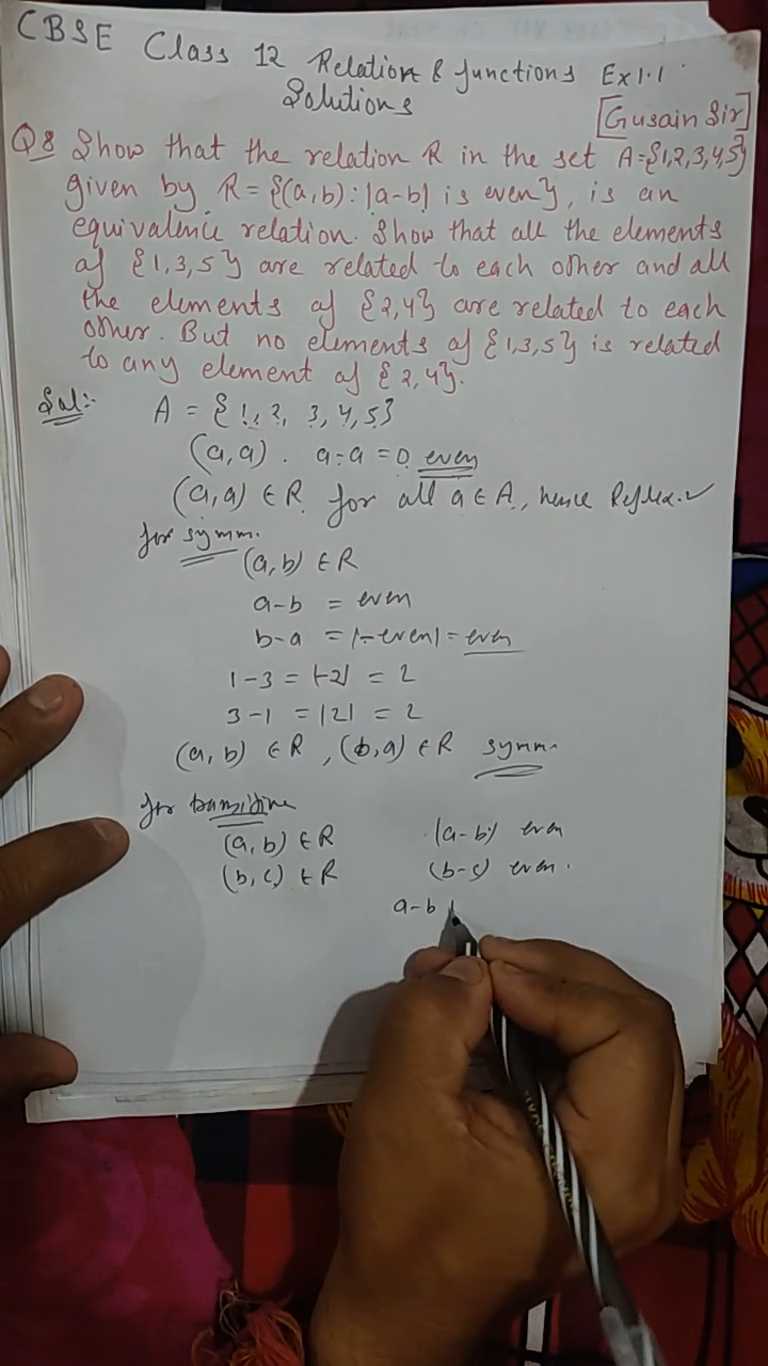 CBSE Class 12 Relation & functions Ex 1.1
Solutions
[Gusain Sir]
Q8 Show that the relation R in the set A={1,2,3,4,5}
given by R = {(a,b) : |a-b| is even}, is an
equivalence relation. Show that all the elements
of {1,3,5} are related to each other and all
the elements of {2,4} are related to each
other. But no elements of {1,3,5} is related
to any element of {2,4}.
Sol:- A = {1, 2, 3, 4, 5}
(a,a) . a-a = 0 even
(a,a) ∈ R for all a ∈ A, hence Reflex. ✓
for symm.
(a,b) ∈ R
a-b = even
b-a = |-even| = even
1-3 = |-2| = 2
3-1 = |2| = 2
(a,b) ∈ R , (b,a) ∈ R symm.
for transitive
(a,b) ∈ R (a-b) even
(b,c) ∈ R (b-c) even.
a-b